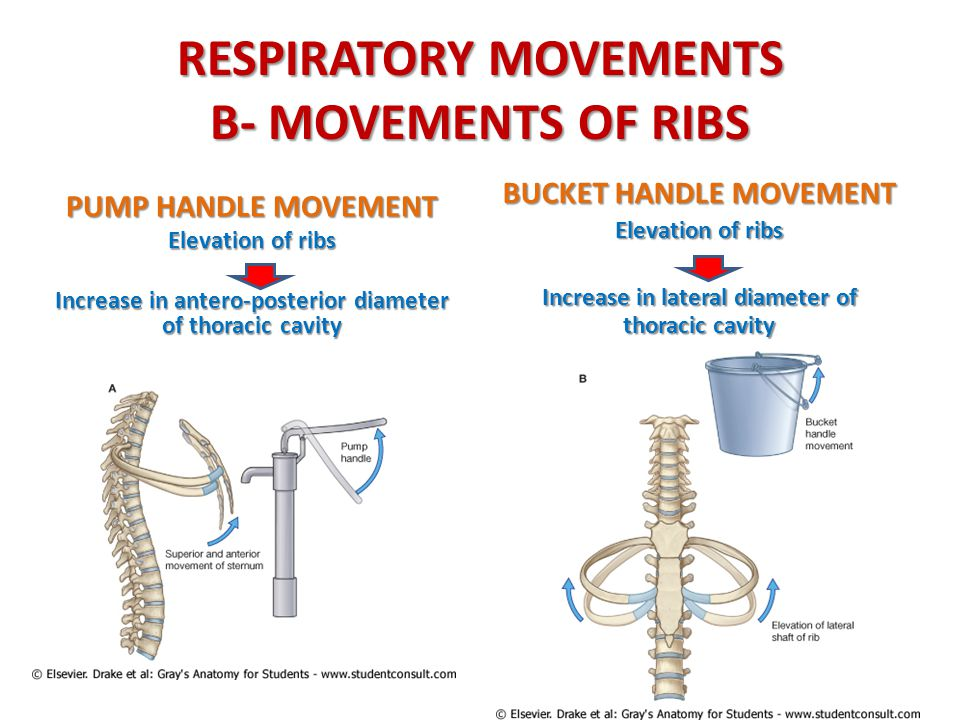 RESPIRATORY MOVEMENTS
B- MOVEMENTS OF RIBS
PUMP HANDLE MOVEMENT
Elevation of ribs
Increase in antero-posterior diameter
of thoracic cavity
A
Pump
handle
Superior and anterior
movement of sternum
© Elsevier. Drake et al: Gray's Anatomy for Students - www.studentconsult.com
BUCKET HANDLE MOVEMENT
Elevation of ribs
Increase in lateral diameter of
thoracic cavity
B
Bucket
handle
movement
Elevation of lateral
shaft of rib
© Elsevier. Drake et al: Gray's Anatomy for Students - www.studentconsult.com